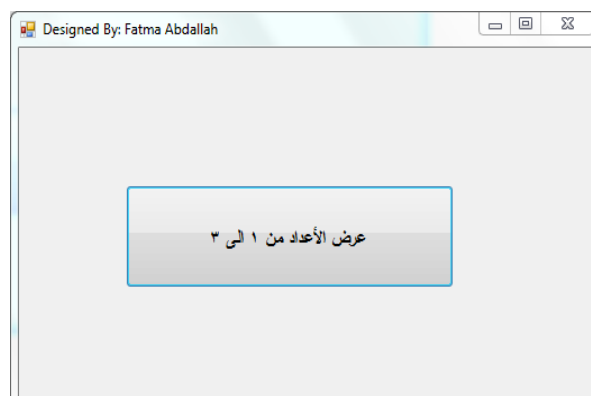 Designed By: Fatma Abdallah
عرض الأعداد من ١ الى ٣